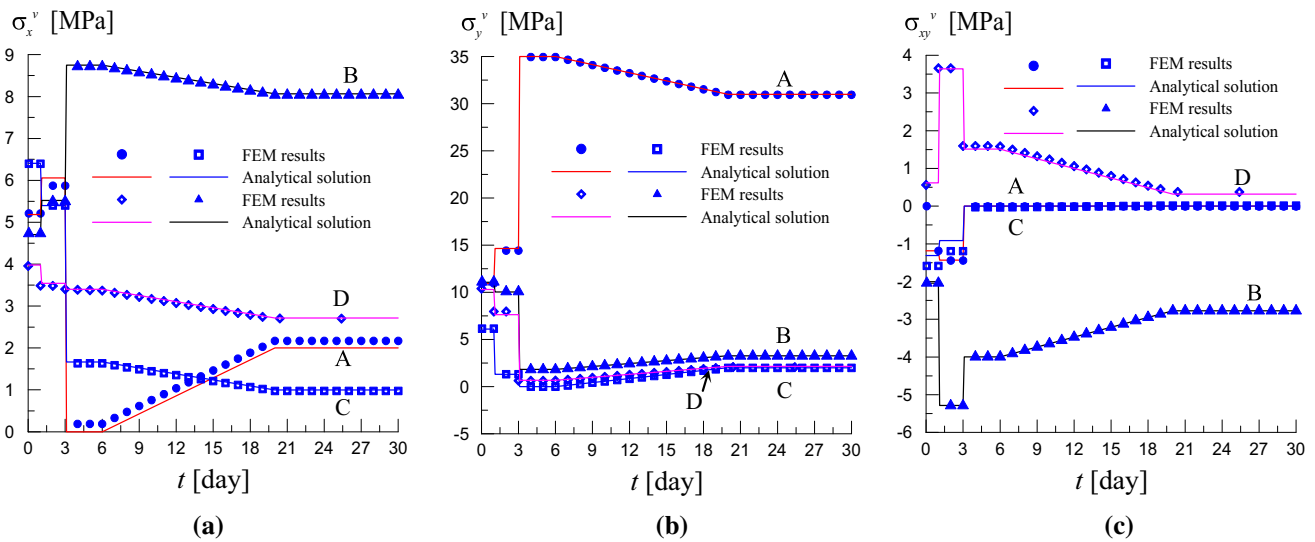 σx^v [MPa]
9
8
7
6
5
4
3
2
1
0
B
FEM results
Analytical solution
FEM results
Analytical solution
D
A
C
0 3 6 9 12 15 18 21 24 27 30
t [day]
(a)
σy^v [MPa]
35
30
25
20
15
10
5
0
-5
A
FEM results
Analytical solution
FEM results
Analytical solution
B
D
C
0 3 6 9 12 15 18 21 24 27 30
t [day]
(b)
σxy^v [MPa]
4
3
2
1
0
-1
-2
-3
-4
-5
-6
FEM results
Analytical solution
FEM results
Analytical solution
D
A
C
B
0 3 6 9 12 15 18 21 24 27 30
t [day]
(c)